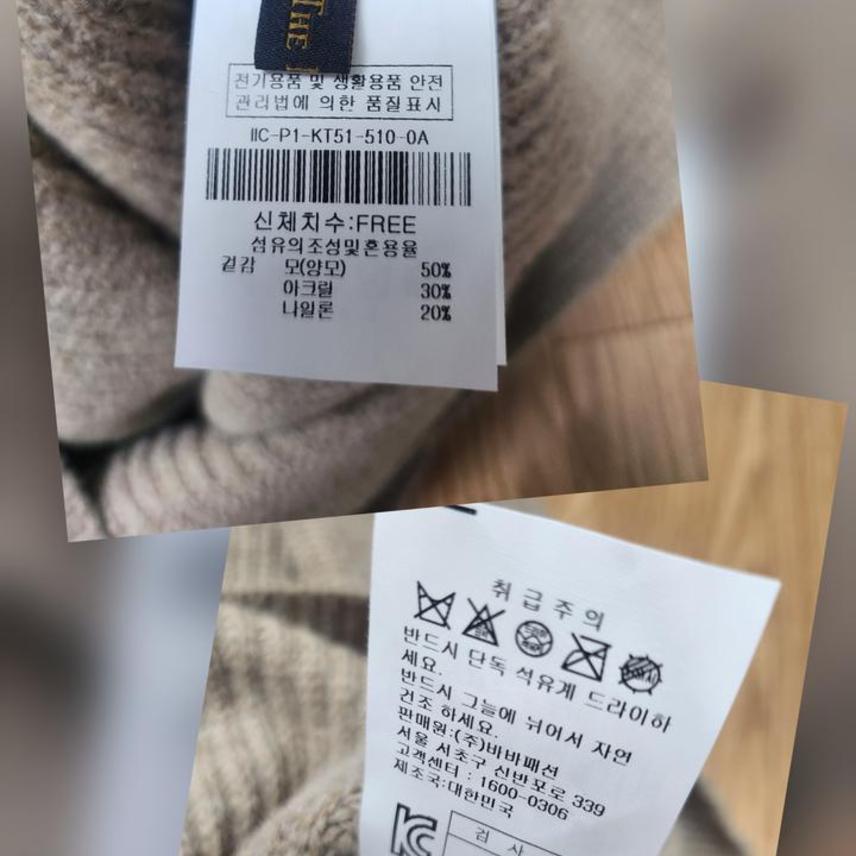 THE
전기용품 및 생활용품 안전
관리법에 의한 품질표시
IIC-P1-KT51-510-0A
신체치수:FREE
섬유의조성및혼용율
겉감 모(양모) 50%
아크릴 30%
나일론 20%
취급주의
반드시 단독 석유계 드라이하
세요.
반드시 그늘에 뉘어서 자연
건조 하세요.
판매원:(주)바바패션
서울 서초구 신반포로 339
고객센터 : 1600-0306
제조국:대한민국
검 사